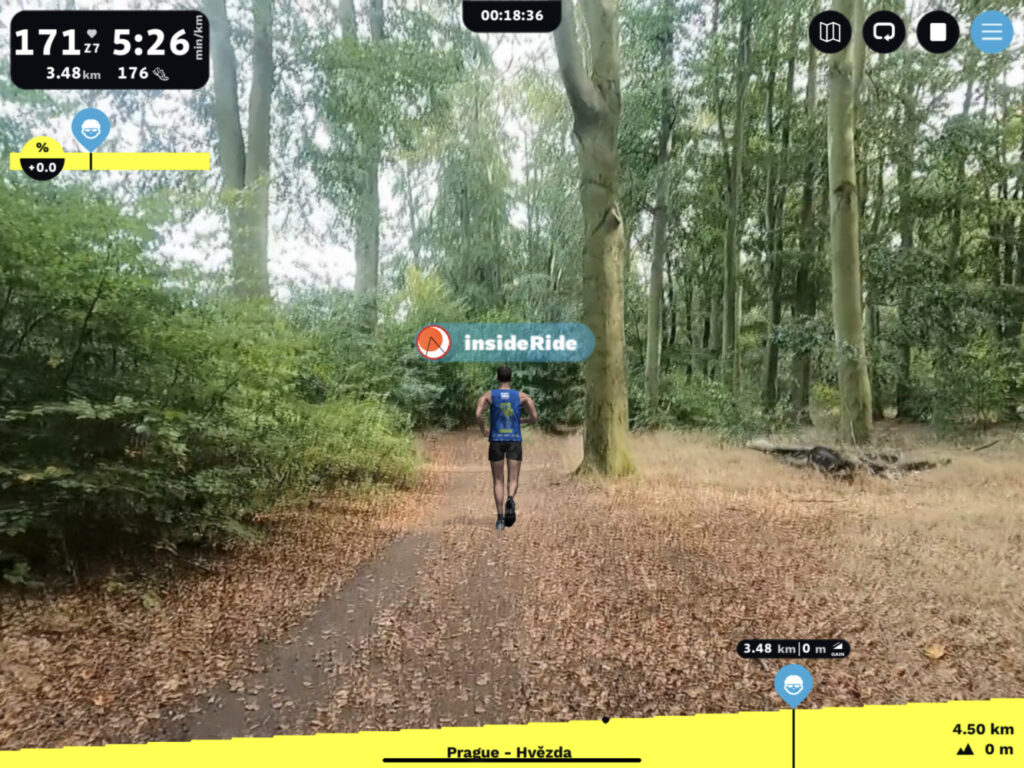 171 Z7 5:26 min/km
3.48 km 176
00:18:36
%
+0.0
insideRide
3.48 km 0 m GAIN
4.50 km
0 m
Prague - Hvězda